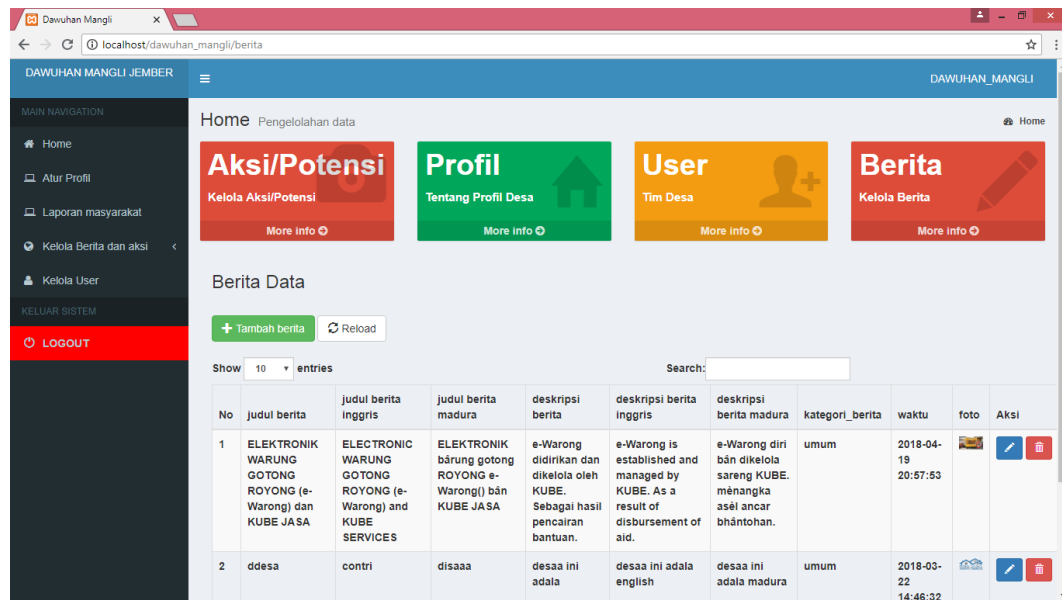 Dawuhan Mangli
localhost/dawuhan_mangli/berita
DAWUHAN MANGLI JEMBER
DAWUHAN_MANGLI
MAIN NAVIGATION
Home
Atur Profil
Laporan masyarakat
Kelola Berita dan aksi
Kelola User
KELUAR SISTEM
LOGOUT
Home Pengelolahan data
Home
Aksi/Potensi
Kelola Aksi/Potensi
More info
Profil
Tentang Profil Desa
More info
User
Tim Desa
More info
Berita
Kelola Berita
More info
Berita Data
Tambah berita
Reload
Show 10 entries
Search:
No
judul berita
judul berita
inggris
judul berita
madura
deskripsi
berita
deskripsi berita
inggris
deskripsi
berita madura
kategori_berita
waktu
foto
Aksi
1
ELEKTRONIK
WARUNG
GOTONG
ROYONG (e-
Warong) dan
KUBE JASA
ELECTRONIC
WARUNG
GOTONG
ROYONG (e-
Warong) and
KUBE
SERVICES
ELEKTRONIK
bârung gotong
ROYONG e-
Warong() bân
KUBE JASA
e-Warong
didirikan dan
dikelola oleh
KUBE.
Sebagai hasil
pencairan
bantuan.
e-Warong is
established and
managed by
KUBE. As a
result of
disbursement of
aid.
e-Warong diri
bân dikelola
sareng KUBE.
mènangka
asèl ancar
bhântohan.
umum
2018-04-
19
20:57:53
2
ddesa
contri
disaaa
desaa ini
adala
desaa ini adala
english
desaa ini
adala madura
umum
2018-03-
22
14:46:32